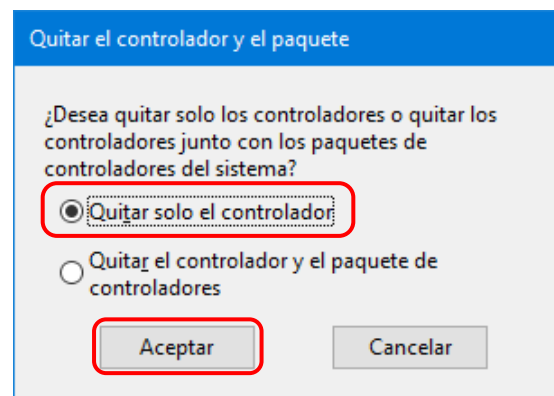 Quitar el controlador y el paquete
¿Desea quitar solo los controladores o quitar los
controladores junto con los paquetes de
controladores del sistema?
Quitar solo el controlador
Quitar el controlador y el paquete de
controladores
Aceptar
Cancelar